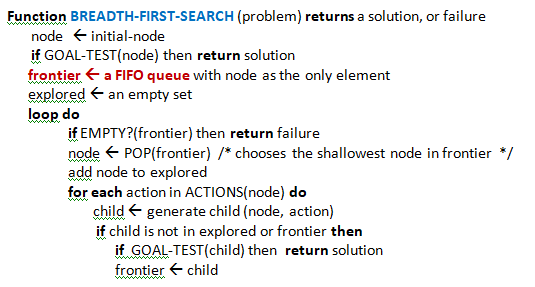 Function BREADTH-FIRST-SEARCH (problem) returns a solution, or failure
node ← initial-node
if GOAL-TEST(node) then return solution
frontier ← a FIFO queue with node as the only element
explored ← an empty set
loop do
if EMPTY?(frontier) then return failure
node ← POP(frontier) /* chooses the shallowest node in frontier */
add node to explored
for each action in ACTIONS(node) do
child ← generate child (node, action)
if child is not in explored or frontier then
if GOAL-TEST(child) then return solution
frontier ← child